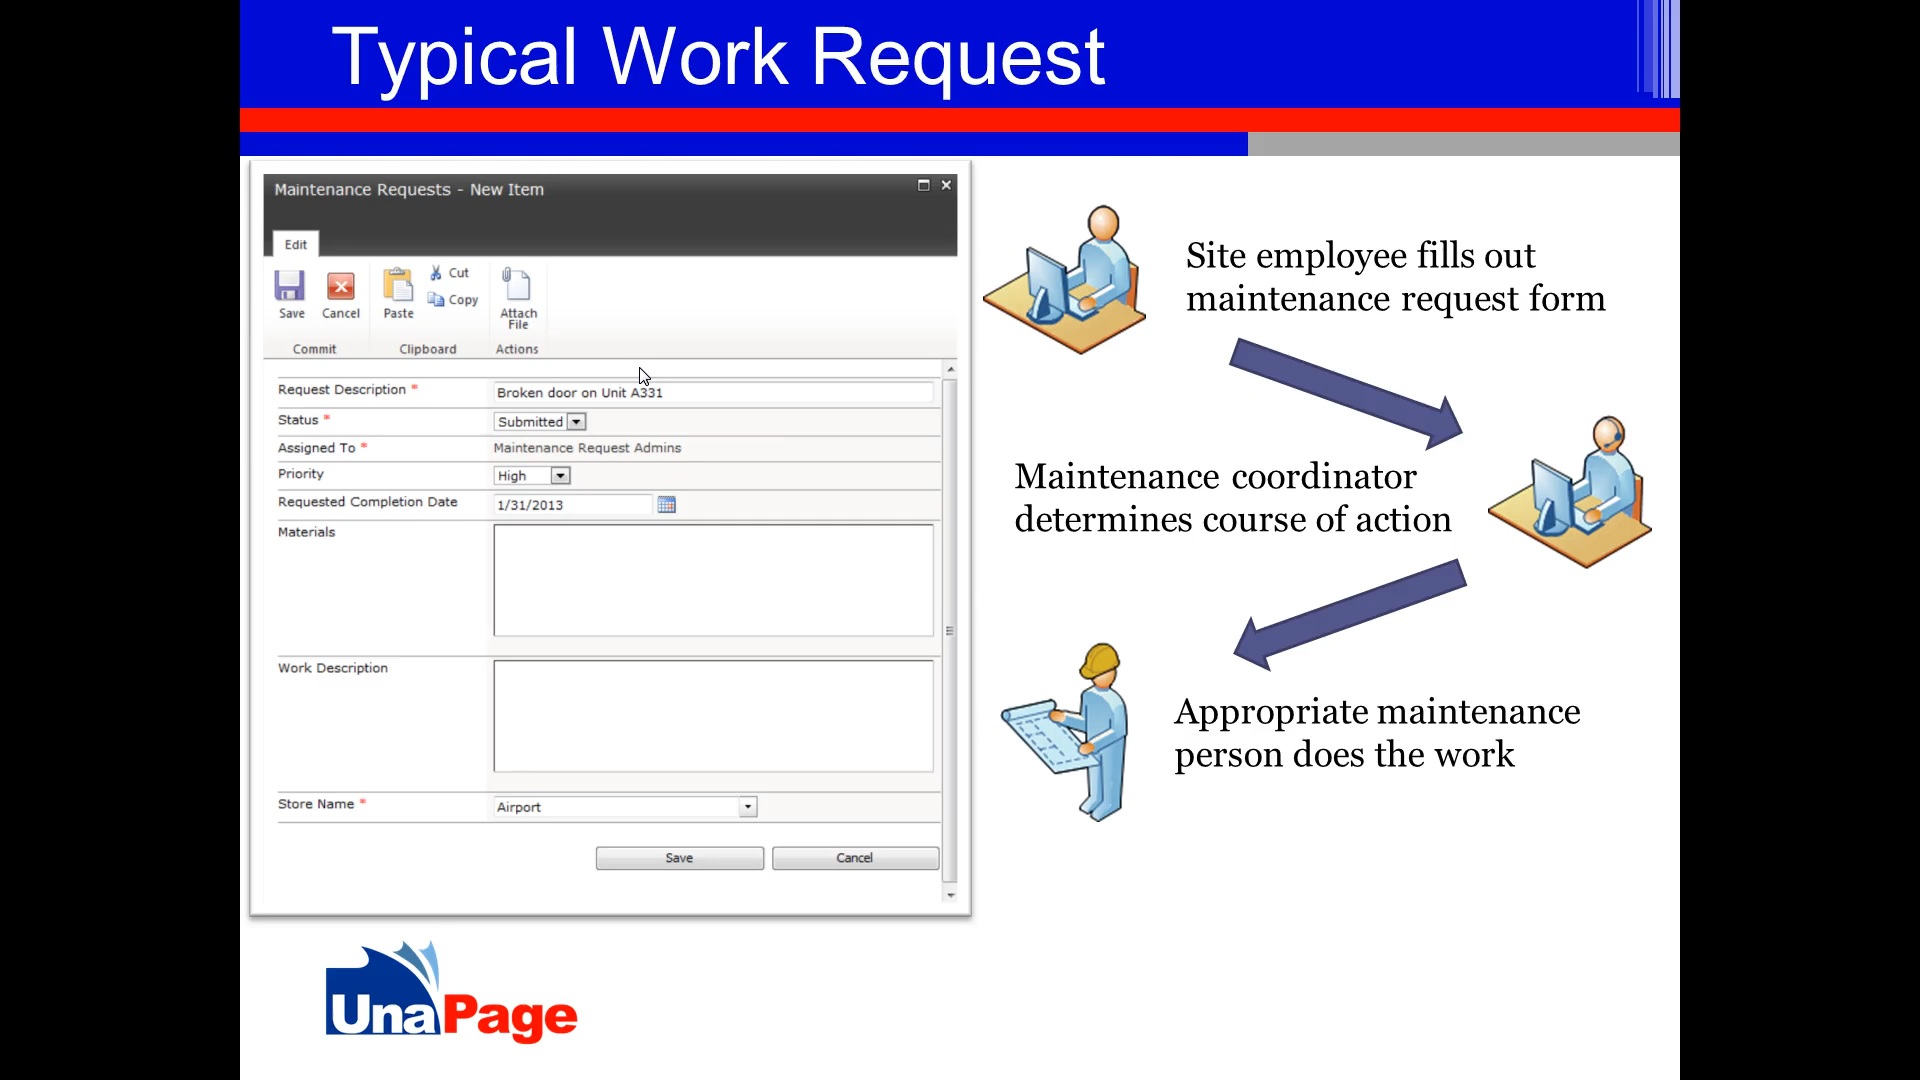 Typical Work Request
Maintenance Requests - New Item
Edit
Save
Cancel
Paste
Cut
Copy
Attach
File
Commit
Clipboard
Actions
Request Description *
Broken door on Unit A331
Status *
Submitted
Assigned To *
Maintenance Request Admins
Priority
High
Requested Completion Date
1/31/2013
Materials
Work Description
Store Name *
Airport
Save
Cancel
Site employee fills out
maintenance request form
Maintenance coordinator
determines course of action
Appropriate maintenance
person does the work
UnaPage